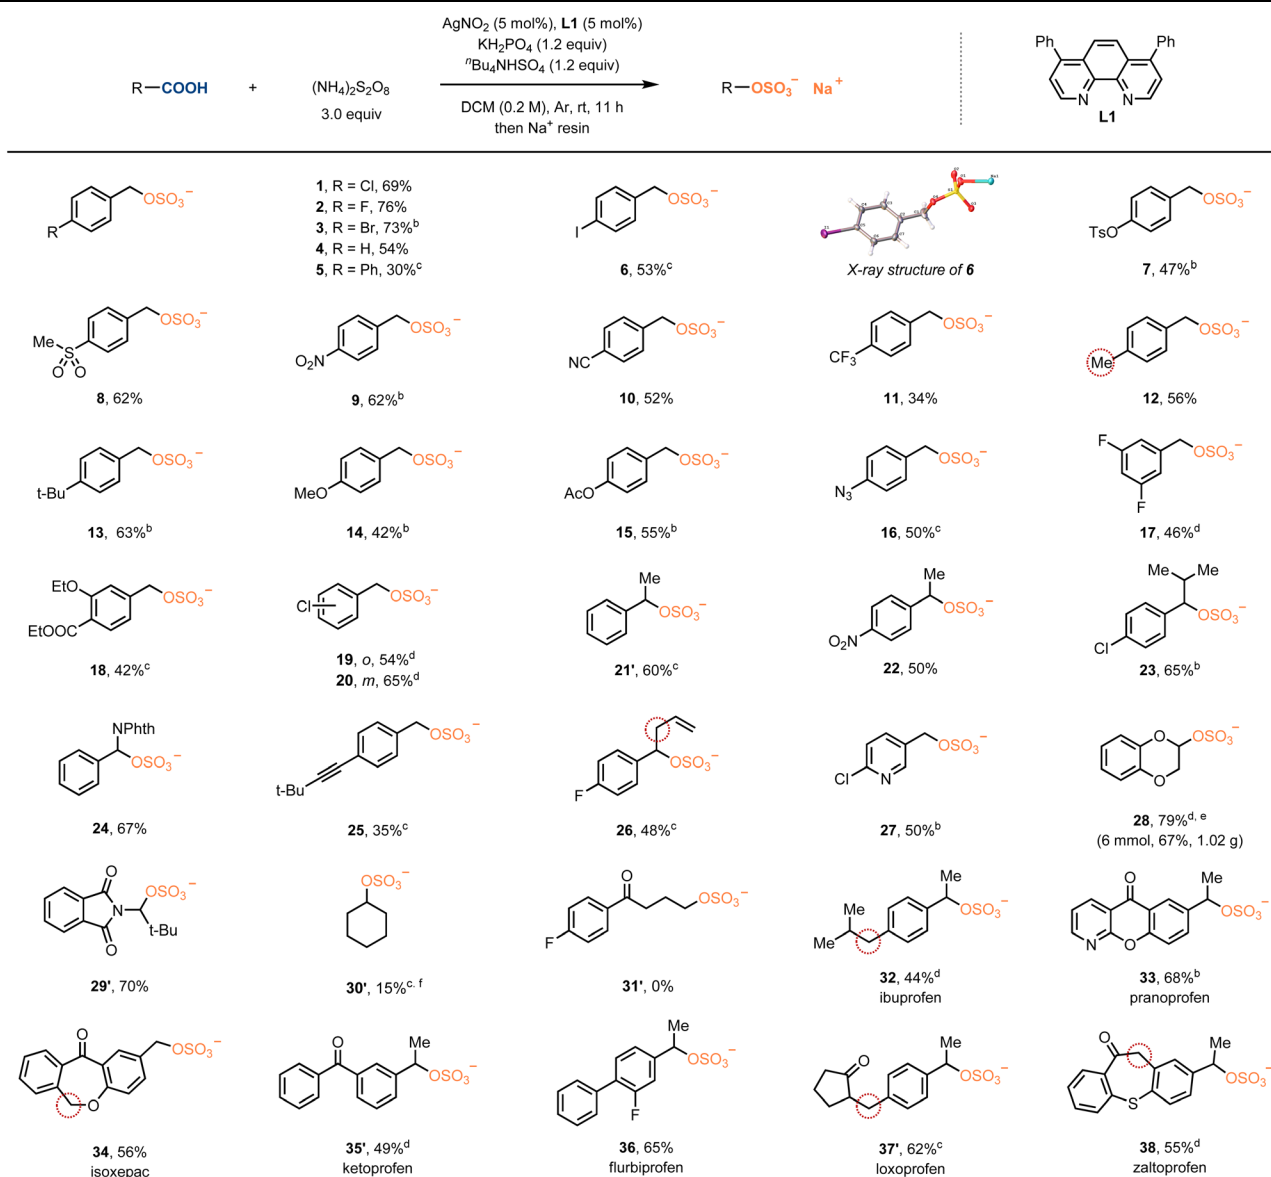 AgNO2 (5 mol%), L1 (5 mol%)
KH2PO4 (1.2 equiv)
nBu4NHSO4 (1.2 equiv)
R—COOH + (NH4)2S2O8 R—OSO3− Na+
3.0 equiv
DCM (0.2 M), Ar, rt, 11 h
then Na+ resin
Ph Ph
N N
L1
OSO3−
R
1, R = Cl, 69%
2, R = F, 76%
3, R = Br, 73%b
4, R = H, 54%
5, R = Ph, 30%c
OSO3−
I
6, 53%c
X-ray structure of 6
OSO3−
TsO
7, 47%b
OSO3−
Me
S
O O
8, 62%
OSO3−
O2N
9, 62%b
OSO3−
NC
10, 52%
OSO3−
CF3
11, 34%
OSO3−
Me
12, 56%
OSO3−
t-Bu
13, 63%b
OSO3−
MeO
14, 42%b
OSO3−
AcO
15, 55%b
OSO3−
N3
16, 50%c
F
OSO3−
F
17, 46%d
EtO
OSO3−
EtOOC
18, 42%c
Cl
OSO3−
19, o, 54%d
20, m, 65%d
Me
OSO3−
21', 60%c
Me
OSO3−
O2N
22, 50%
Me Me
OSO3−
Cl
23, 65%b
NPhth
OSO3−
24, 67%
OSO3−
t-Bu
25, 35%c
OSO3−
F
26, 48%c
OSO3−
Cl N
27, 50%b
O OSO3−
O
28, 79%d, e
(6 mmol, 67%, 1.02 g)
O
OSO3−
N
t-Bu
O
29', 70%
OSO3−
30', 15%c, f
O
OSO3−
F
31', 0%
Me
OSO3−
Me
Me
32, 44%d
ibuprofen
O Me
OSO3−
N O
33, 68%b
pranoprofen
O
OSO3−
O
34, 56%
isoxepac
O Me
OSO3−
35', 49%d
ketoprofen
Me
OSO3−
F
36, 65%
flurbiprofen
O Me
OSO3−
37', 62%c
loxoprofen
O Me
OSO3−
S
38, 55%d
zaltoprofen